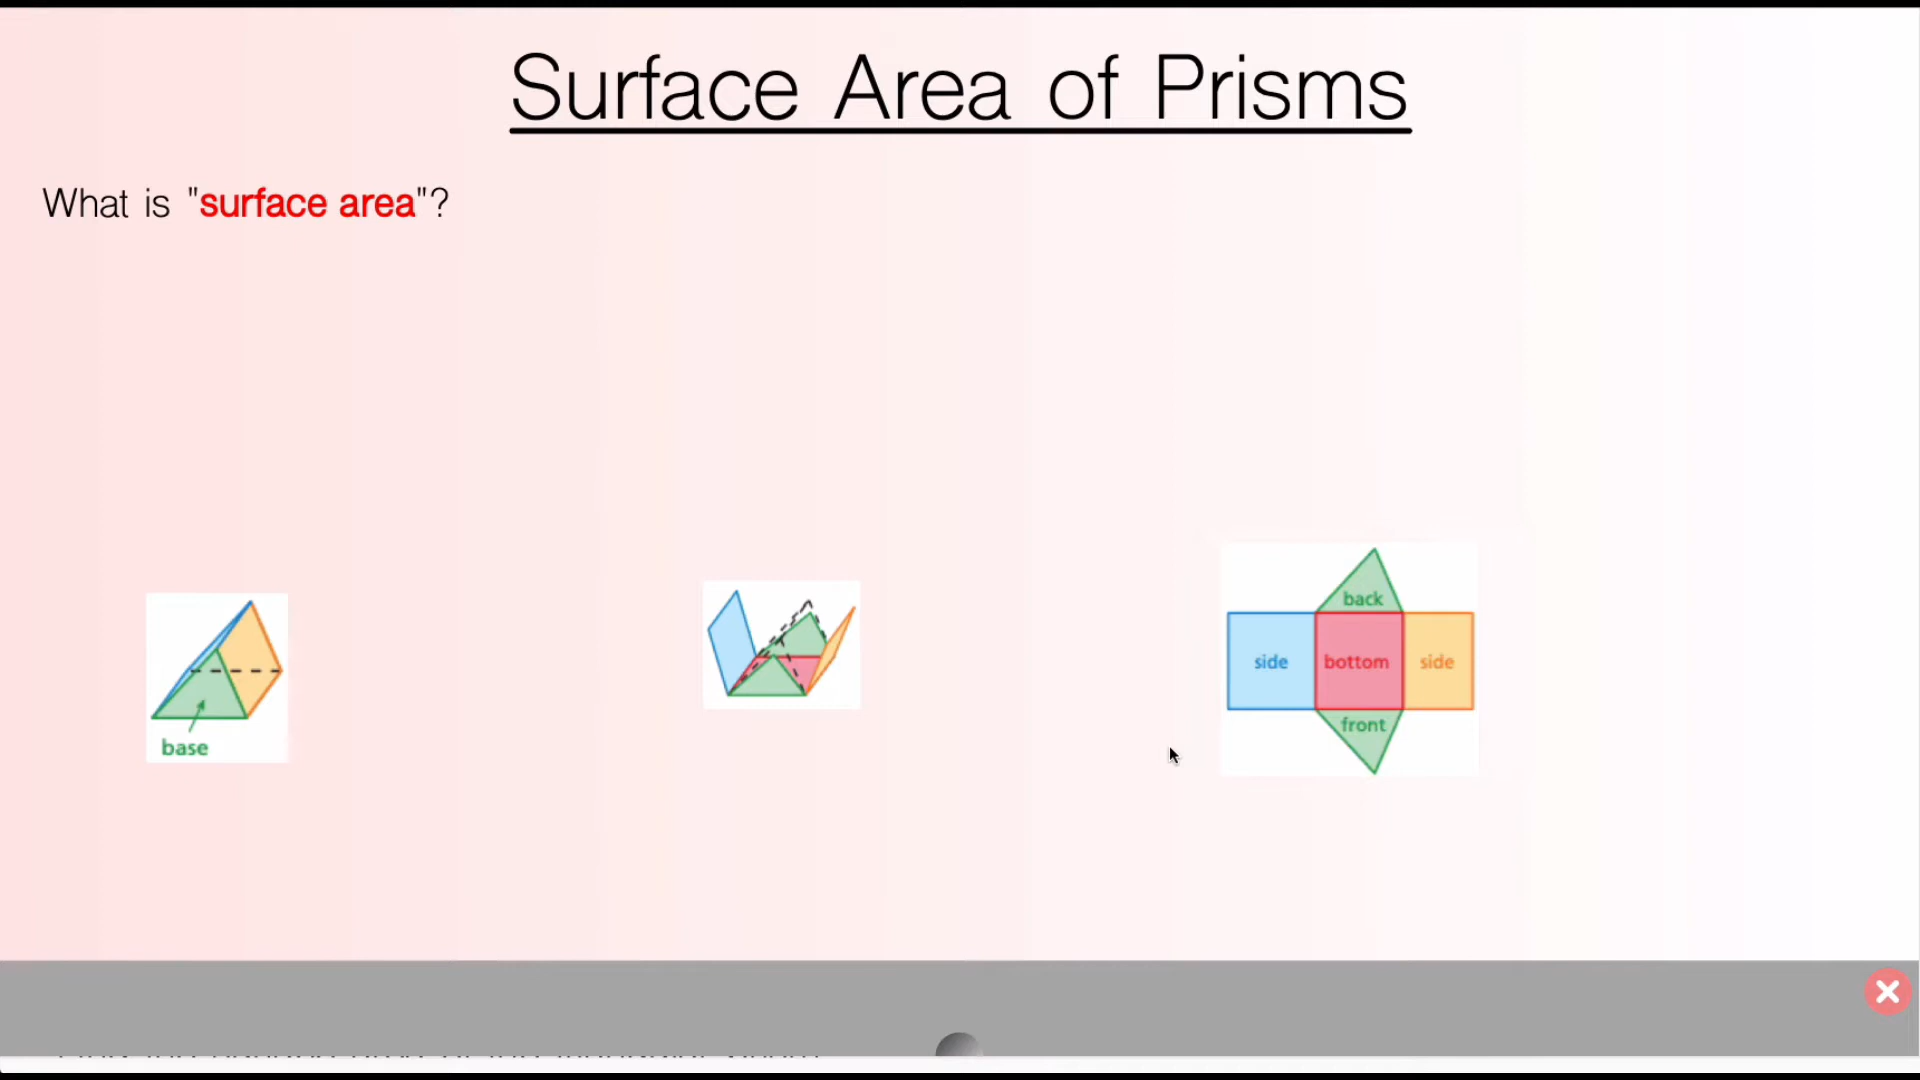 Surface Area of Prisms
What is "surface area"?
base
back
side bottom side
front